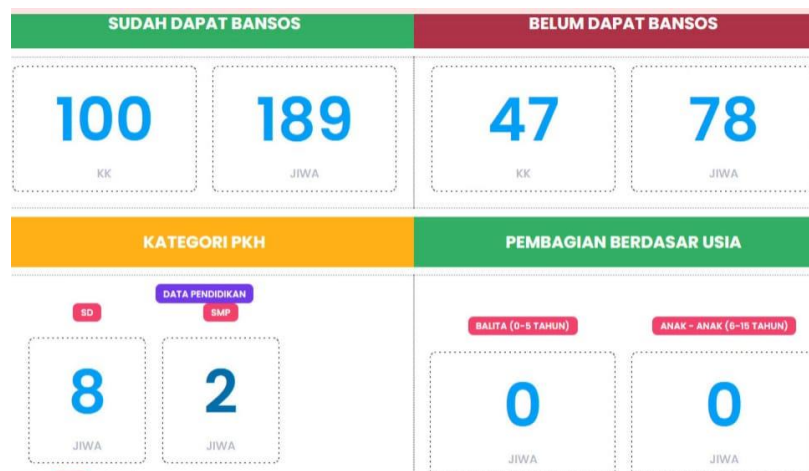 SUDAH DAPAT BANSOS
BELUM DAPAT BANSOS
100
189
47
78
KK
JIWA
KK
JIWA
KATEGORI PKH
PEMBAGIAN BERDASAR USIA
DATA PENDIDIKAN
SD
SMP
BALITA (0-5 TAHUN)
ANAK - ANAK (6-15 TAHUN)
8
2
0
0
JIWA
JIWA
JIWA
JIWA